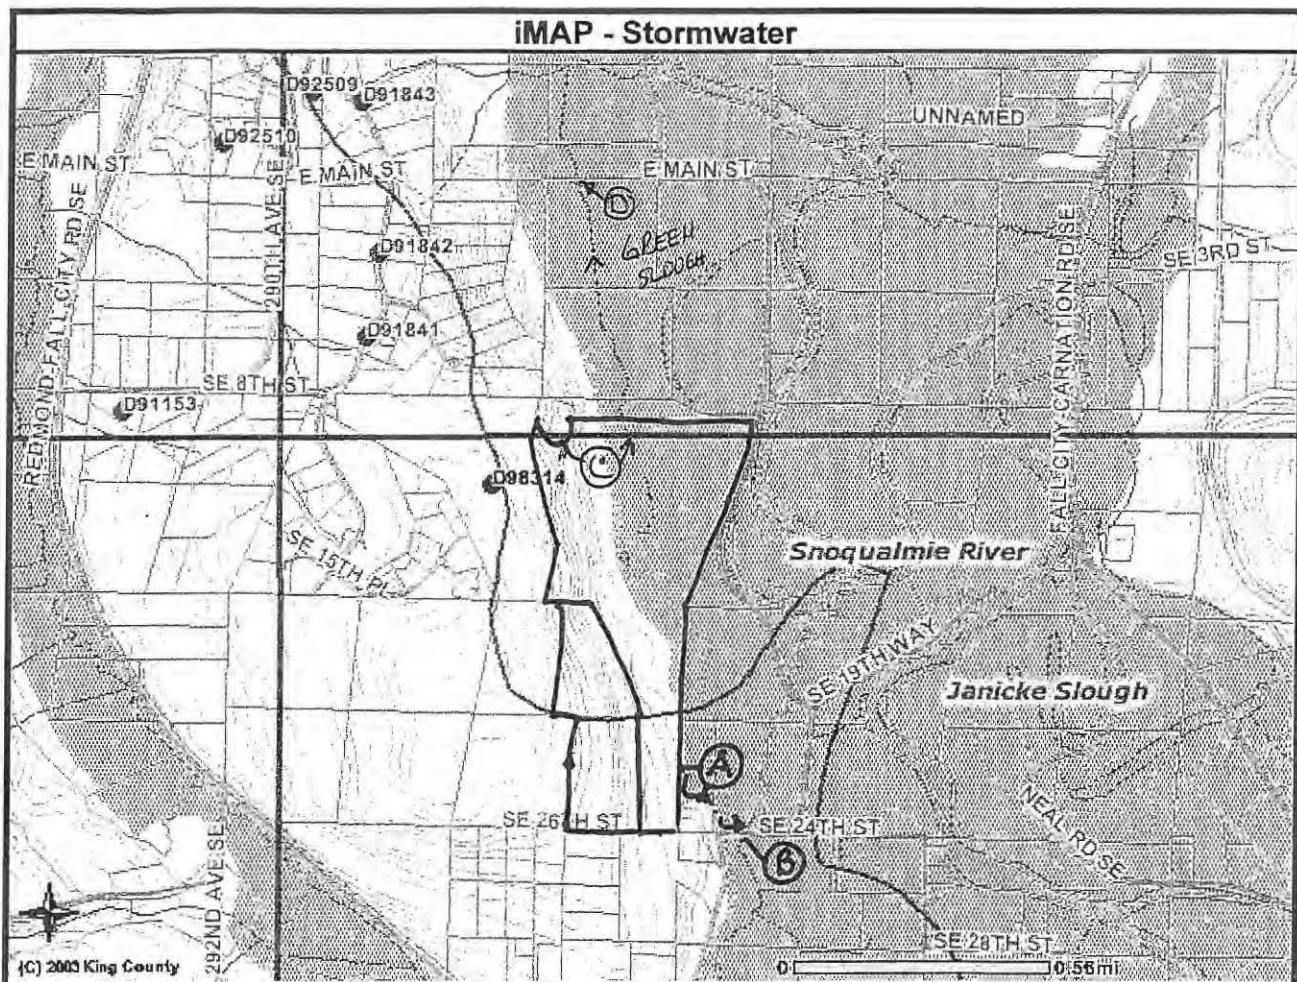 iMAP - Stormwater
D92509
D91843
UNNAMED
D92510
E MAIN ST
E MAIN ST
E MAIN ST
D
GREEN
SLOUGH
290TH AVE SE
REDMOND-FALL CITY RD SE
D91842
SE 3RD ST
FALL CITY CARNATION RD SE
D91841
SE 8TH ST
D91153
C
D98314
SE 15TH PL
Snoqualmie River
SE 19TH WAY
Janicke Slough
A
SE 26TH ST
SE 24TH ST
NEAL RD SE
B
292ND AVE SE
SE 28TH ST
(C) 2003 King County
0 0.56mi